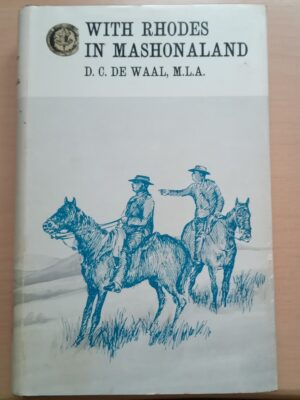 WITH RHODES
IN MASHONALAND
D. C. DE WAAL, M.L.A.